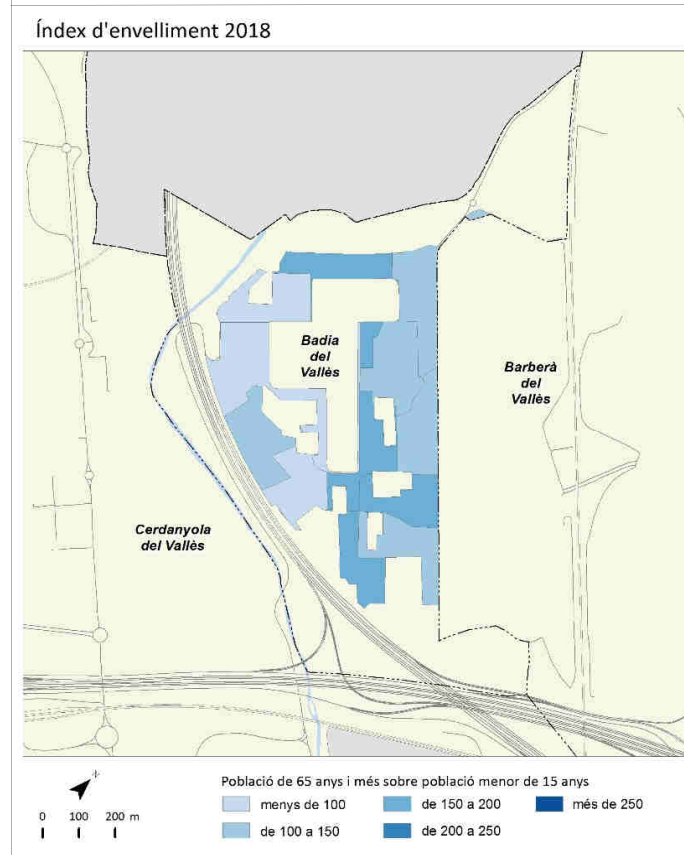 Índex d'envelliment 2018
Badia
del
Vallès
Barberà
del
Vallès
Cerdanyola
del Vallès
Població de 65 anys i més sobre població menor de 15 anys
menys de 100
de 150 a 200
més de 250
de 100 a 150
de 200 a 250
0 100 200 m